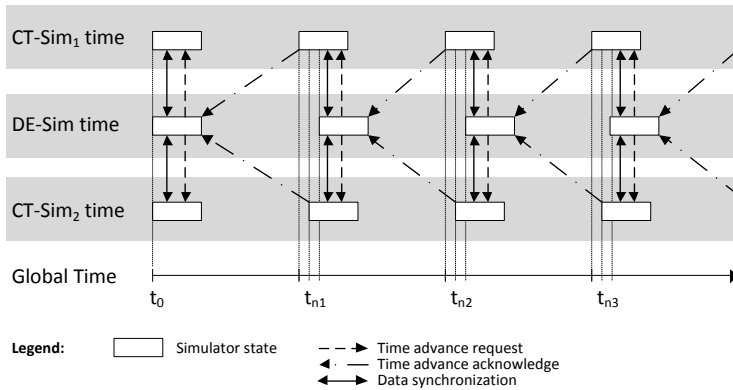 CT-Sim₁ time
DE-Sim time
CT-Sim₂ time
Global Time
t₀ tₙ₁ tₙ₂ tₙ₃
Legend: Simulator state Time advance request
Time advance acknowledge
Data synchronization